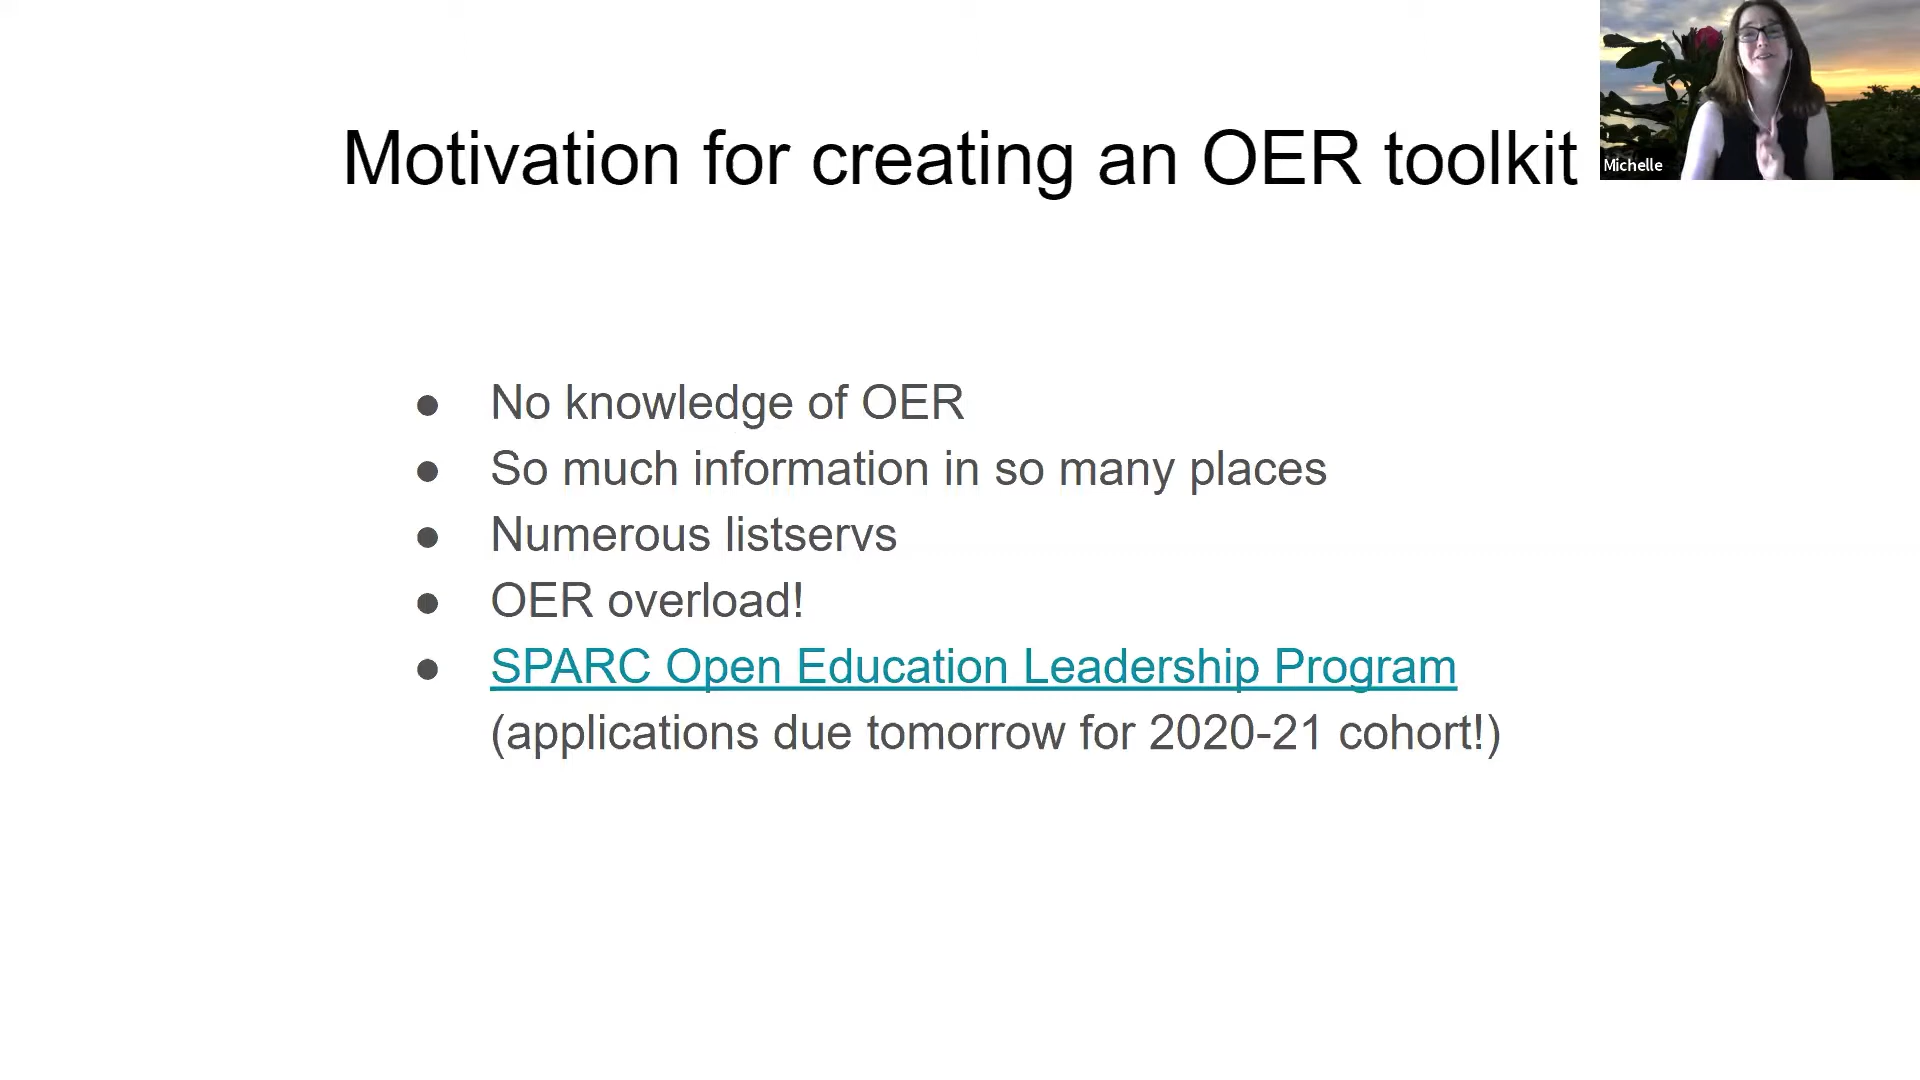 Motivation for creating an OER toolkit
Michelle
● No knowledge of OER
● So much information in so many places
● Numerous listservs
● OER overload!
● SPARC Open Education Leadership Program
(applications due tomorrow for 2020-21 cohort!)